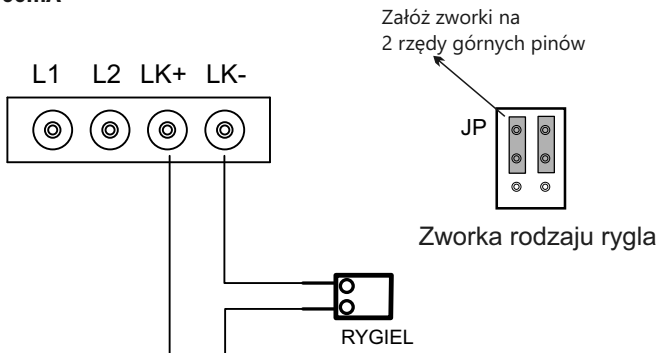 Załóż zworki na
2 rzędy górnych pinów
L1 L2 LK+ LK-
JP
Zworka rodzaju rygla
RYGIEL